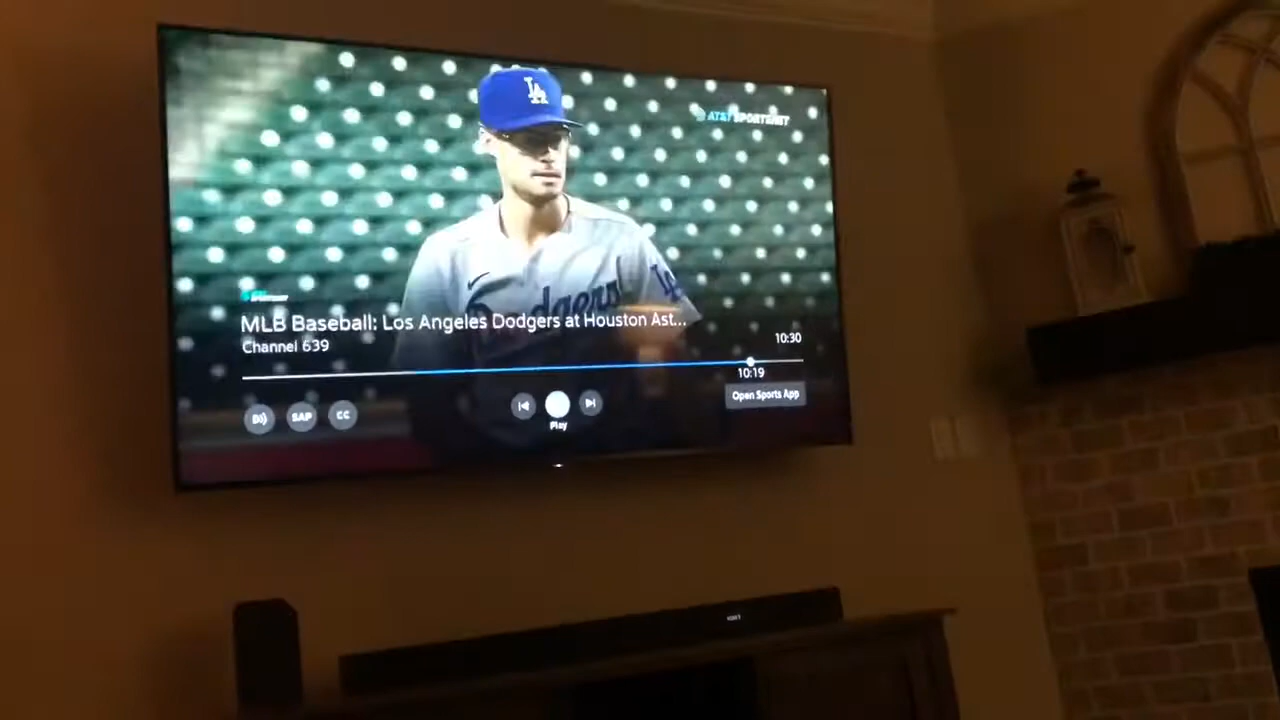 LA
AT&T SPORTSNET
LA
Dodgers
MLB Baseball: Los Angeles Dodgers at Houston Ast...
Channel 639
10:30
10:19
Open Sports App
SAP
CC
Play